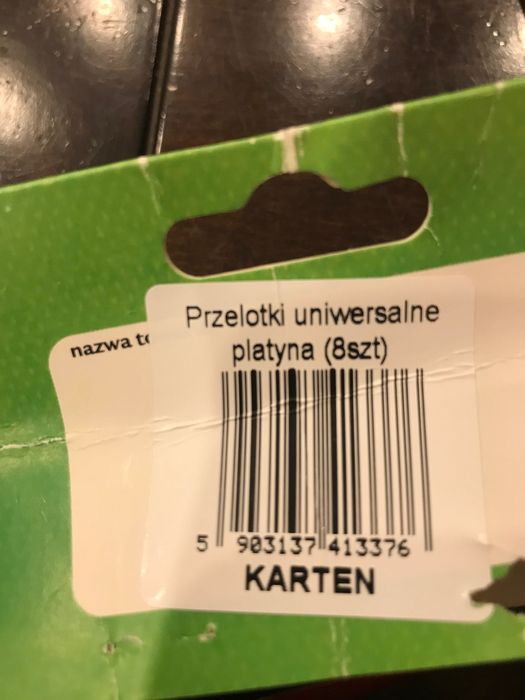 Przelotki uniwersalne
nazwa
platyna (8szt)
5 903137 413376
KARTEN